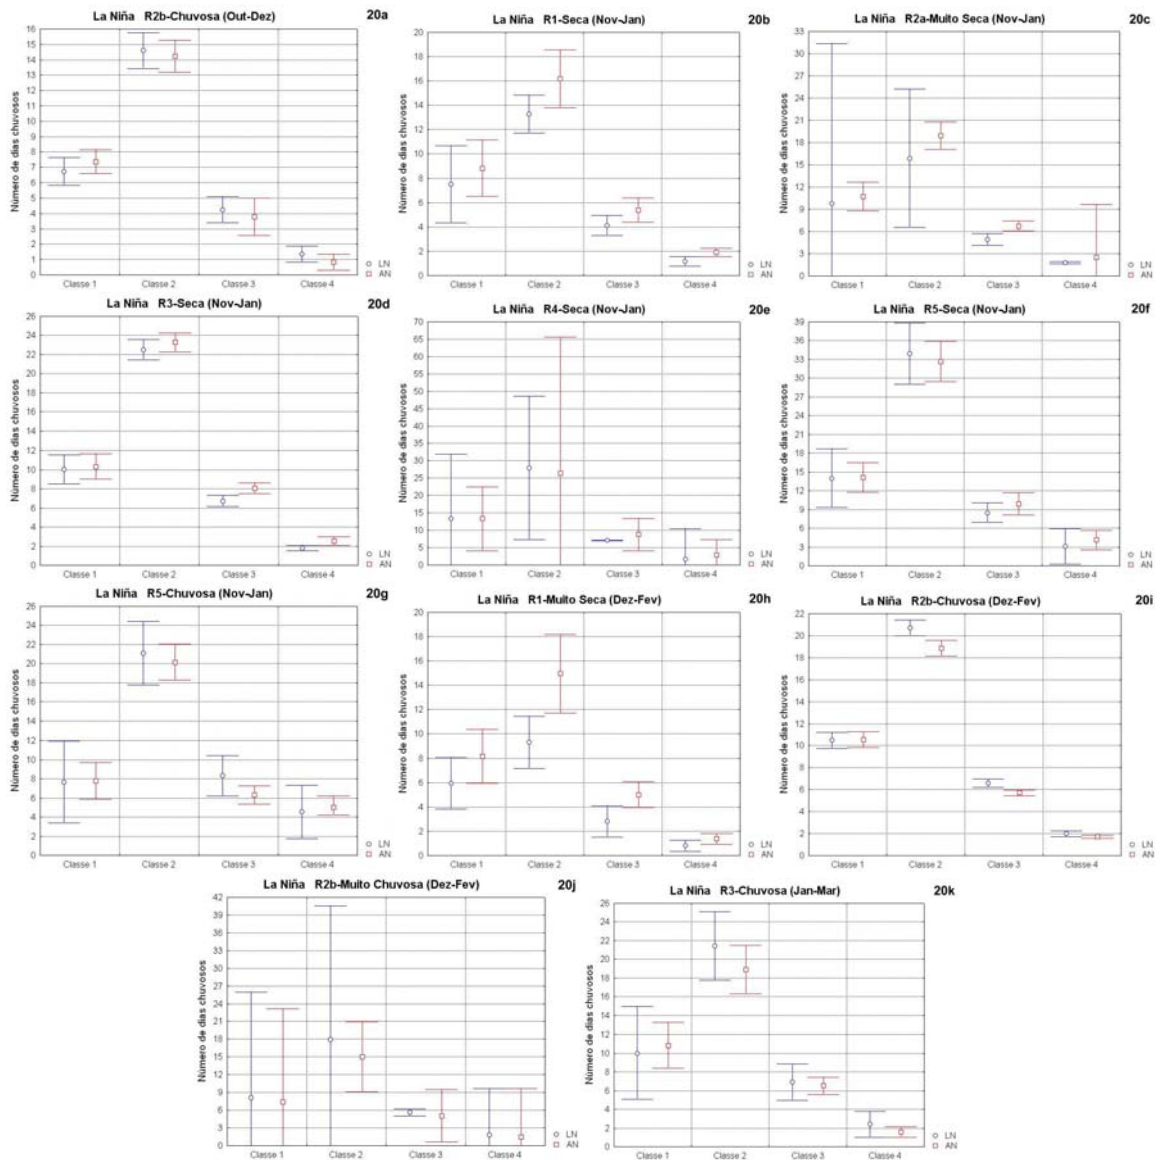 La Niña R2b-Chuvosa (Out-Dez) 20a
Número de dias chuvosos
16
15
14
13
12
11
10
9
8
7
6
5
4
3
2
1
0
Classe 1 Classe 2 Classe 3 Classe 4
LN
AN
La Niña R1-Seca (Nov-Jan) 20b
Número de dias chuvosos
20
18
16
14
12
10
8
6
4
2
0
Classe 1 Classe 2 Classe 3 Classe 4
LN
AN
La Niña R2a-Muito Seca (Nov-Jan) 20c
Número de dias chuvosos
33
30
27
24
21
18
15
12
9
6
3
0
Classe 1 Classe 2 Classe 3 Classe 4
LN
AN
La Niña R3-Seca (Nov-Jan) 20d
Número de dias chuvosos
26
24
22
20
18
16
14
12
10
8
6
4
2
0
Classe 1 Classe 2 Classe 3 Classe 4
LN
AN
La Niña R4-Seca (Nov-Jan) 20e
Número de dias chuvosos
70
65
60
55
50
45
40
35
30
25
20
15
10
5
0
Classe 1 Classe 2 Classe 3 Classe 4
LN
AN
La Niña R5-Seca (Nov-Jan) 20f
Número de dias chuvosos
39
36
33
30
27
24
21
18
15
12
9
6
3
0
Classe 1 Classe 2 Classe 3 Classe 4
LN
AN
La Niña R5-Chuvosa (Nov-Jan) 20g
Número de dias chuvosos
26
24
22
20
18
16
14
12
10
8
6
4
2
0
Classe 1 Classe 2 Classe 3 Classe 4
LN
AN
La Niña R1-Muito Seca (Dez-Fev) 20h
Número de dias chuvosos
20
18
16
14
12
10
8
6
4
2
0
Classe 1 Classe 2 Classe 3 Classe 4
LN
AN
La Niña R2b-Chuvosa (Dez-Fev) 20i
Número de dias chuvosos
22
20
18
16
14
12
10
8
6
4
2
0
Classe 1 Classe 2 Classe 3 Classe 4
LN
AN
La Niña R2b-Muito Chuvosa (Dez-Fev) 20j
Número de dias chuvosos
42
39
36
33
30
27
24
21
18
15
12
9
6
3
0
Classe 1 Classe 2 Classe 3 Classe 4
LN
AN
La Niña R3-Chuvosa (Jan-Mar) 20k
Número de dias chuvosos
26
24
22
20
18
16
14
12
10
8
6
4
2
0
Classe 1 Classe 2 Classe 3 Classe 4
LN
AN